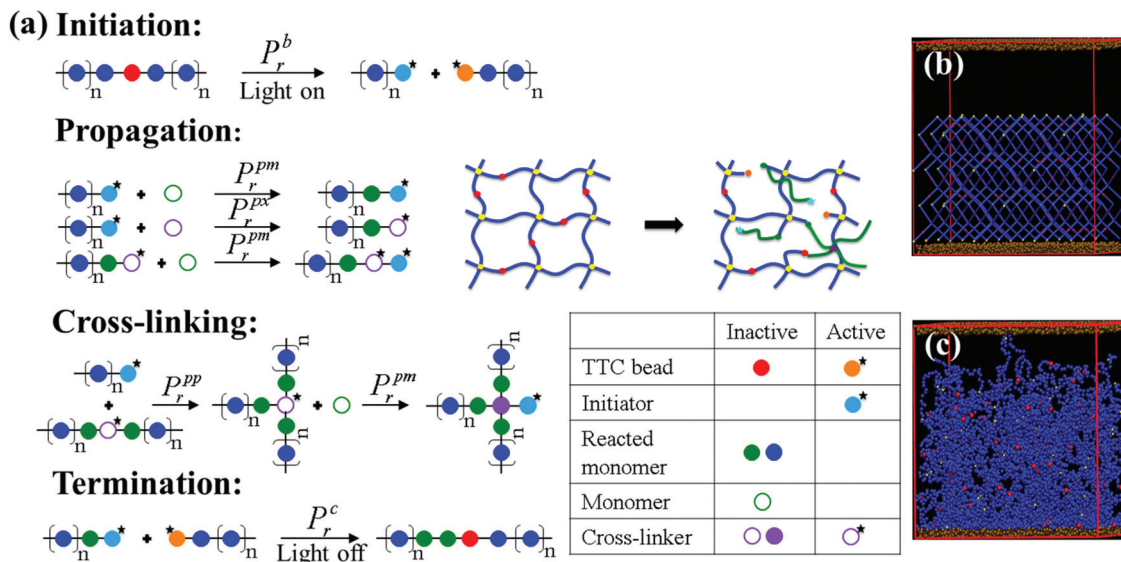 (a) Initiation:
P_r^b
Light on
n
n
n
n
+
(b)
Propagation:
n
+
P_r^{pm}
n
n
+
P_r^{px}
n
n
+
P_r^{pm}
n
Cross-linking:
n
+
n
n
P_r^{pp}
n
n
n
+
P_r^{pm}
n
n
n
Inactive Active
TTC bead
Initiator
Reacted
monomer
Monomer
Cross-linker
(c)
Termination:
n
+
n
P_r^c
Light off
n
n